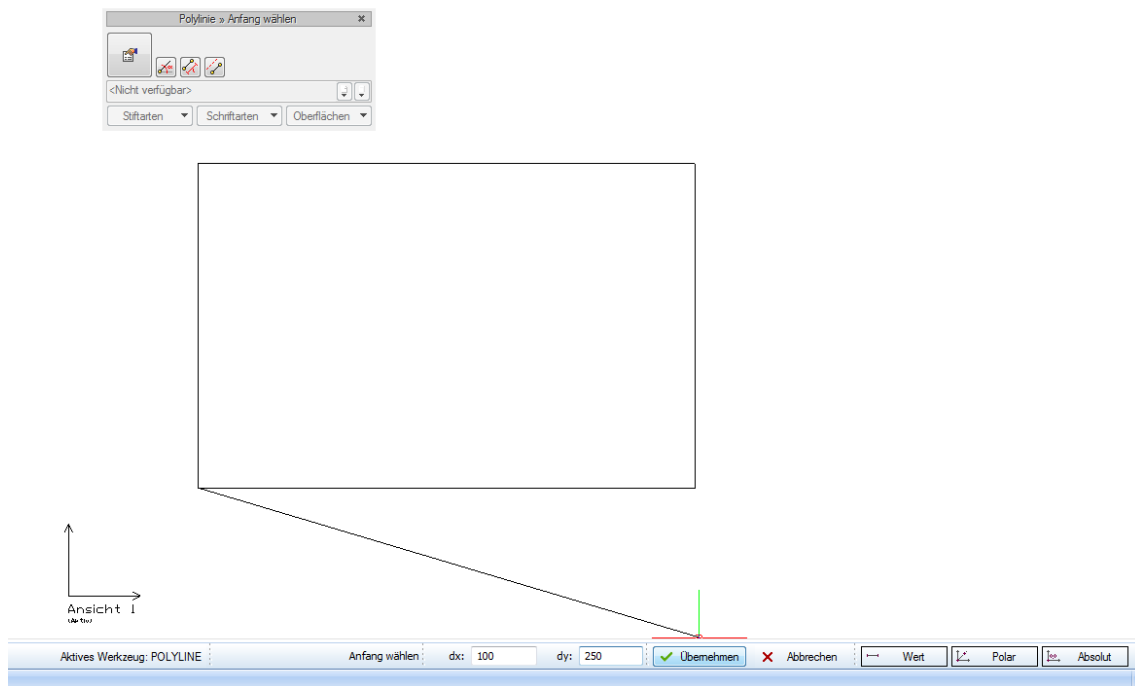 Polylinie » Anfang wählen
<Nicht verfügbar>
Stiftarten Schriftarten Oberflächen
Ansicht 1
(Aktiv)
Aktives Werkzeug: POLYLINE Anfang wählen dx: 100 dy: 250 Übernehmen Abbrechen Wert Polar Absolut